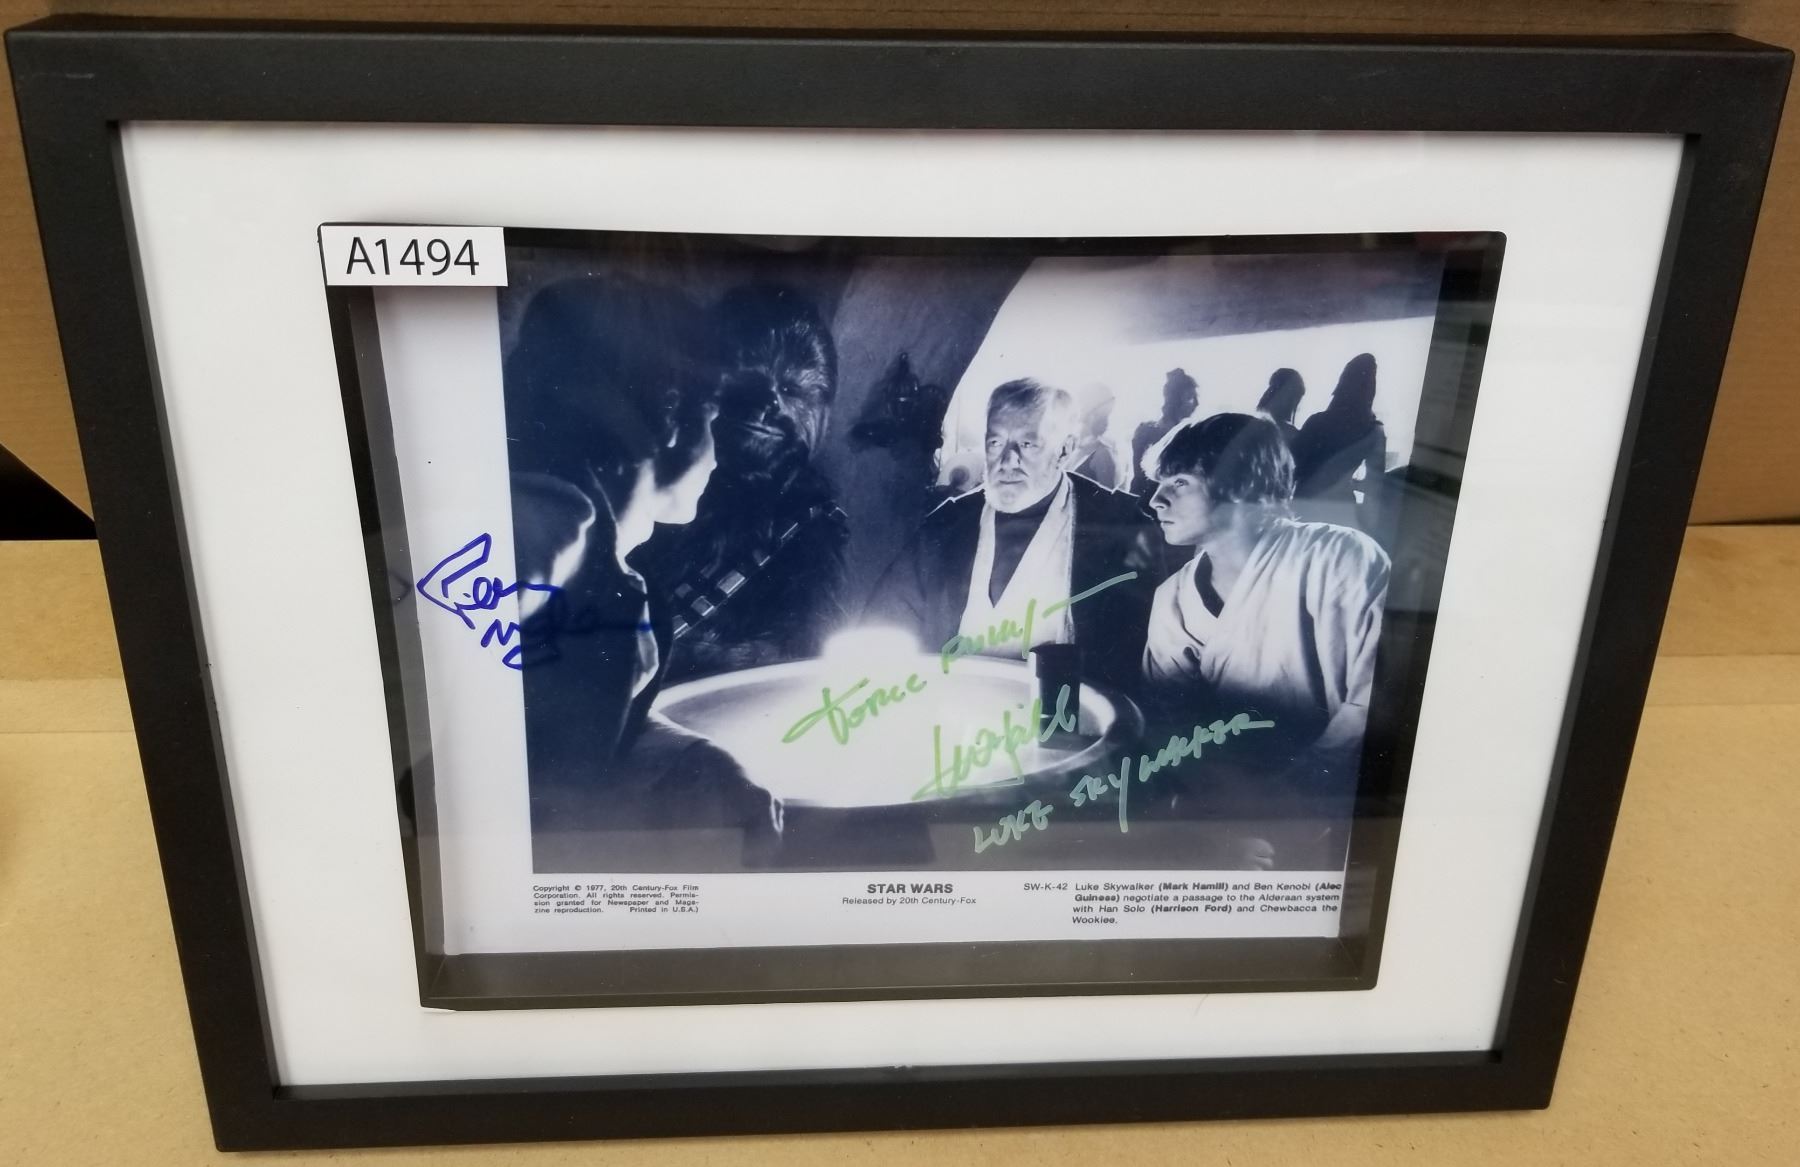 A1494
FORCE
LUKE SKYWALKER
Copyright © 1977, 20th Century-Fox Film
Corporation. All rights reserved. Permis-
sion granted for Newspaper and Maga-
zine reproduction. Printed in U.S.A.)
STAR WARS
Released by 20th Century-Fox
SW-K-42 Luke Skywalker (Mark Hamill) and Ben Kenobi (Alec
Guiness) negotiate a passage to the Alderaan system
with Han Solo (Harrison Ford) and Chewbacca the
Wookiee.